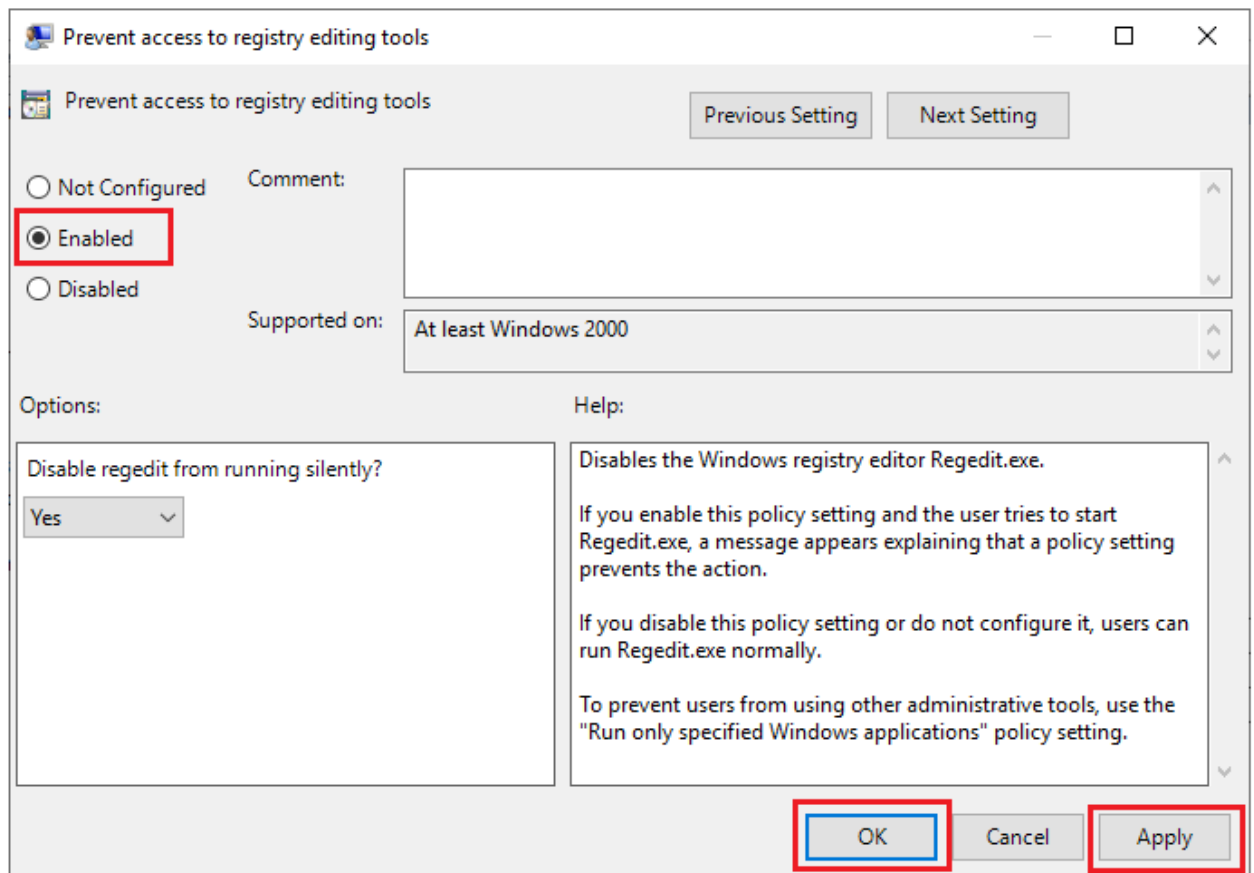 Prevent access to registry editing tools
Prevent access to registry editing tools
Previous Setting
Next Setting
Not Configured
Comment:
Enabled
Disabled
Supported on:
At least Windows 2000
Options:
Help:
Disable regedit from running silently?
Yes
Disables the Windows registry editor Regedit.exe.
If you enable this policy setting and the user tries to start
Regedit.exe, a message appears explaining that a policy setting
prevents the action.
If you disable this policy setting or do not configure it, users can
run Regedit.exe normally.
To prevent users from using other administrative tools, use the
"Run only specified Windows applications" policy setting.
OK
Cancel
Apply